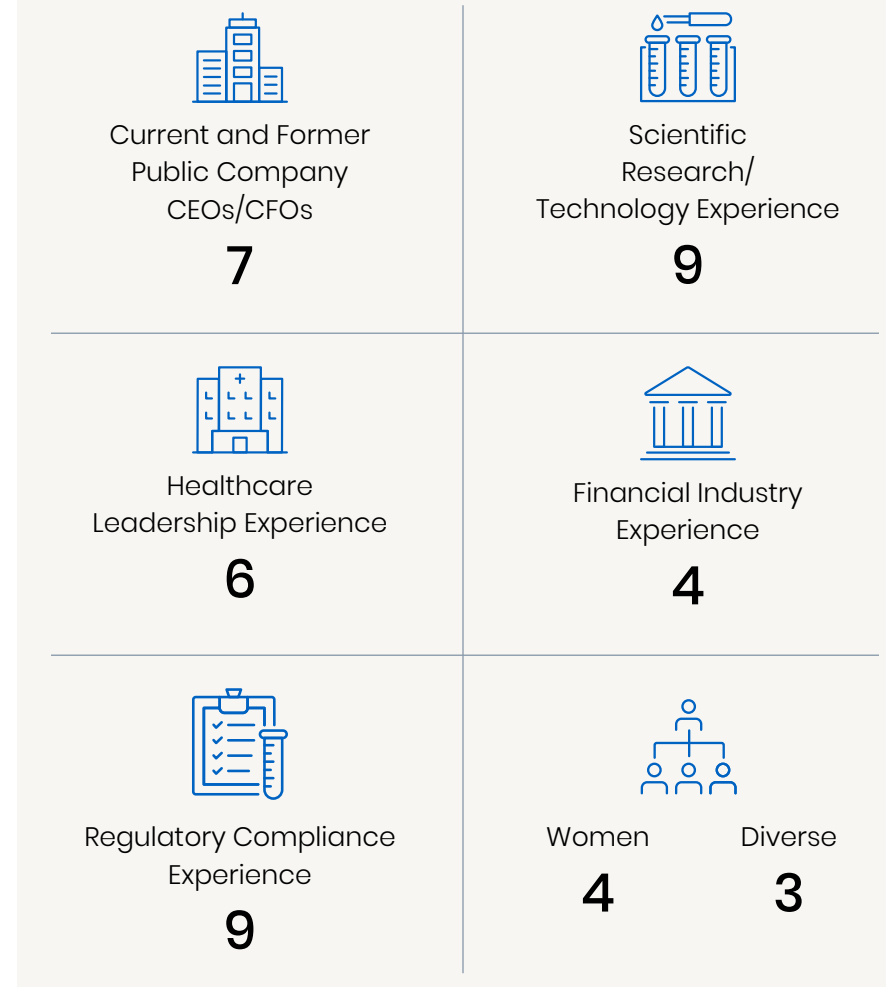 Current and Former
Public Company
CEOs/CFOs
7
Scientific
Research/
Technology Experience
9
Healthcare
Leadership Experience
6
Financial Industry
Experience
4
Regulatory Compliance
Experience
9
Women
4
Diverse
3